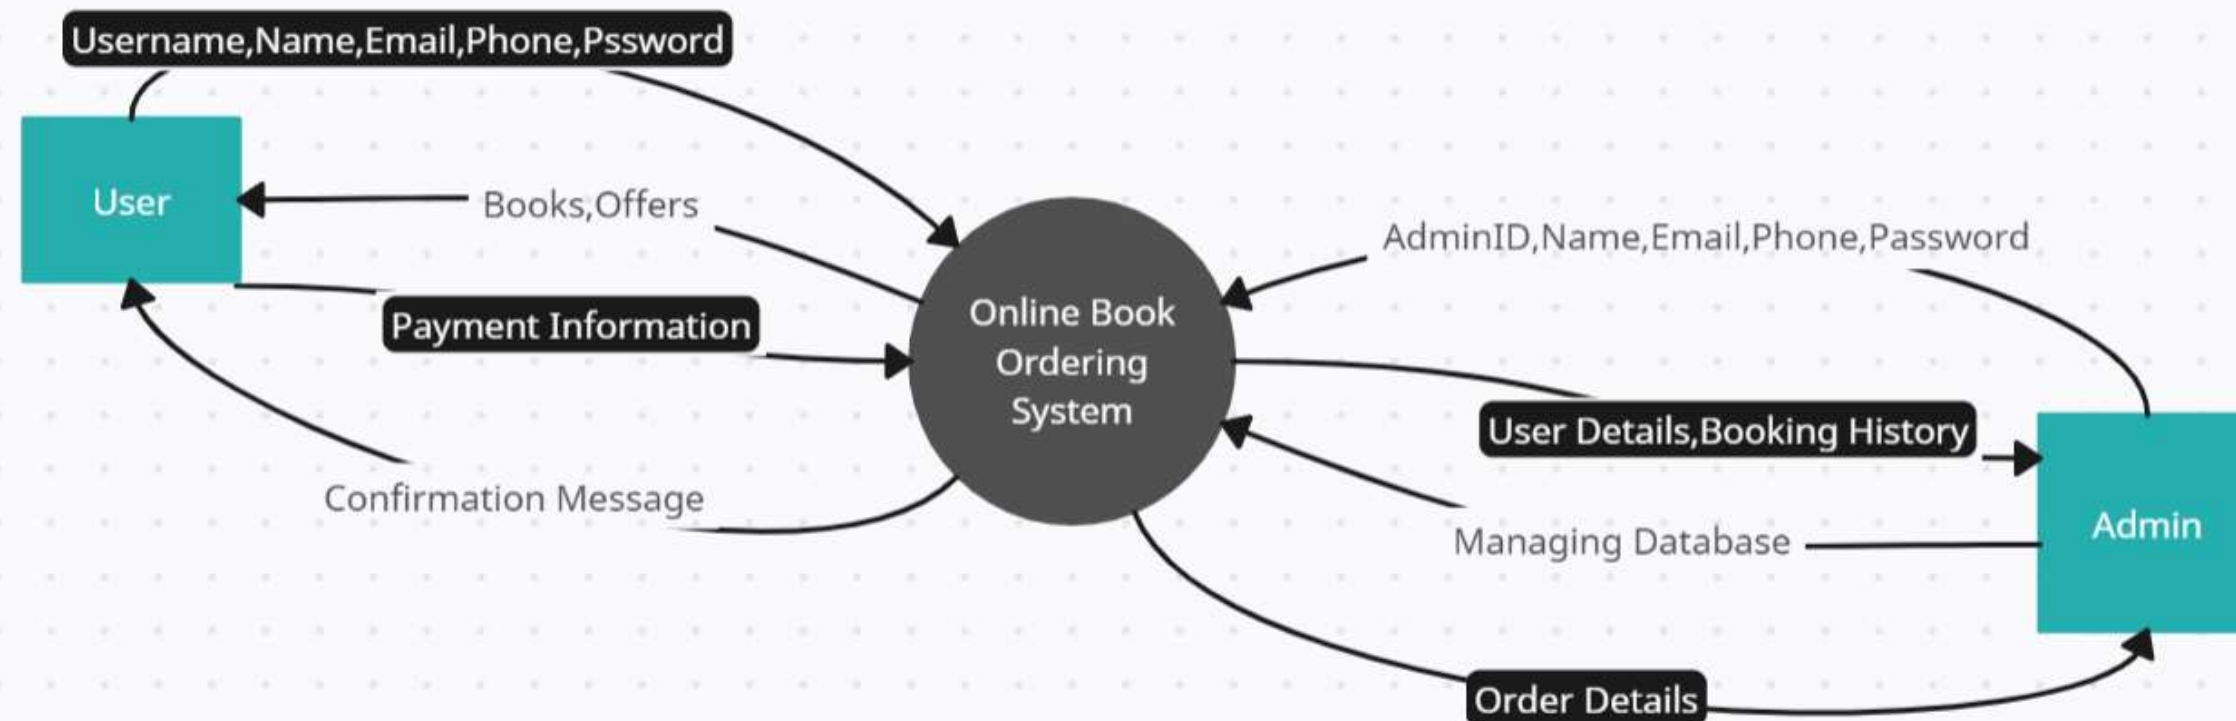 Username,Name,Email,Phone,Pssword
User
Books,Offers
Payment Information
Confirmation Message
Online Book
Ordering
System
AdminID,Name,Email,Phone,Password
User Details,Booking History
Managing Database
Admin
Order Details